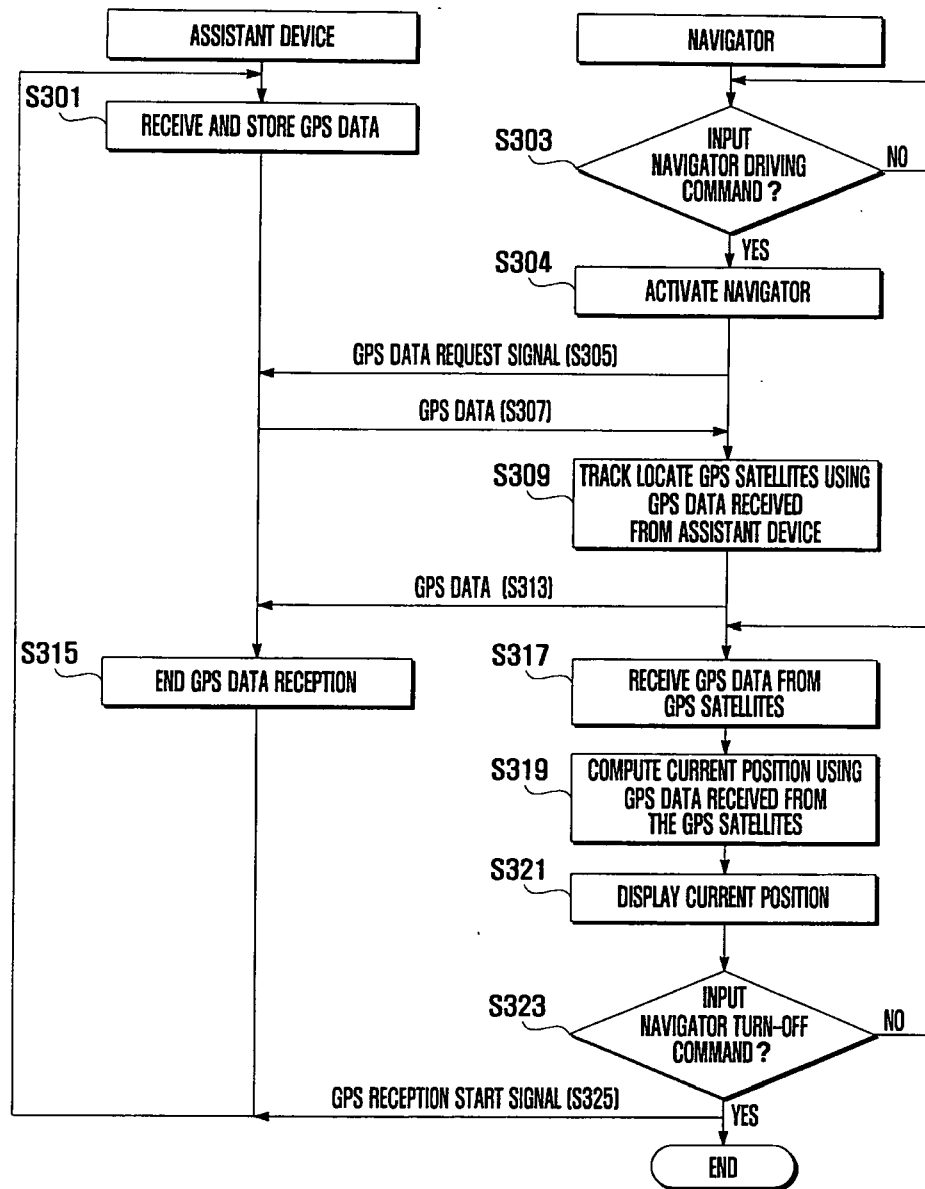 ASSISTANT DEVICE
NAVIGATOR
S301
RECEIVE AND STORE GPS DATA
S303
INPUT
NAVIGATOR DRIVING
COMMAND ?
NO
YES
S304
ACTIVATE NAVIGATOR
GPS DATA REQUEST SIGNAL (S305)
GPS DATA (S307)
S309
TRACK LOCATE GPS SATELLITES USING
GPS DATA RECEIVED
FROM ASSISTANT DEVICE
GPS DATA (S313)
S315
END GPS DATA RECEPTION
S317
RECEIVE GPS DATA FROM
GPS SATELLITES
S319
COMPUTE CURRENT POSITION USING
GPS DATA RECEIVED FROM
THE GPS SATELLITES
S321
DISPLAY CURRENT POSITION
S323
INPUT
NAVIGATOR TURN-OFF
COMMAND ?
NO
GPS RECEPTION START SIGNAL (S325)
YES
END